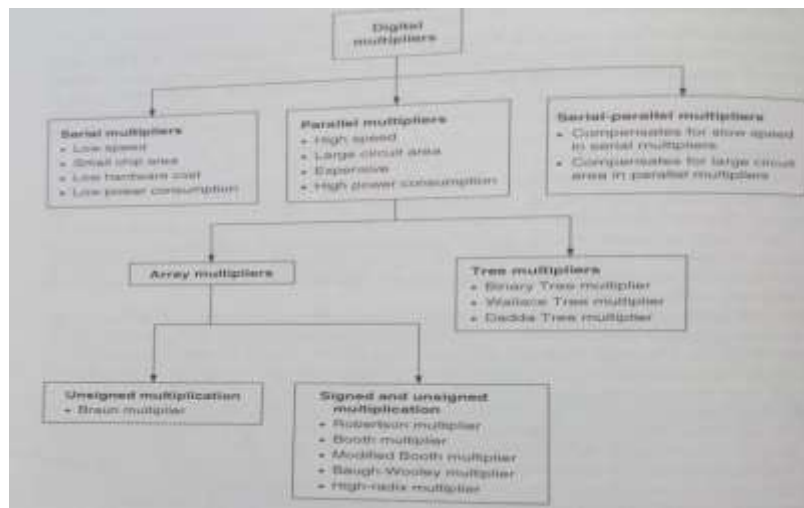 Digital
multipliers
Serial multipliers
• Low speed
• Small chip area
• Low hardware cost
• Low power consumption
Parallel multipliers
• High speed
• Large circuit area
• Expensive
• High power consumption
Serial-parallel multipliers
• Compensates for slow speed
in serial multipliers
• Compensates for large circuit
area in parallel multipliers
Array multipliers
Tree multipliers
• Binary Tree multiplier
• Wallace Tree multiplier
• Dadda Tree multiplier
Unsigned multiplication
• Braun multiplier
Signed and unsigned
multiplication
• Robertson multiplier
• Booth multiplier
• Modified Booth multiplier
• Baugh-Wooley multiplier
• High-radix multiplier